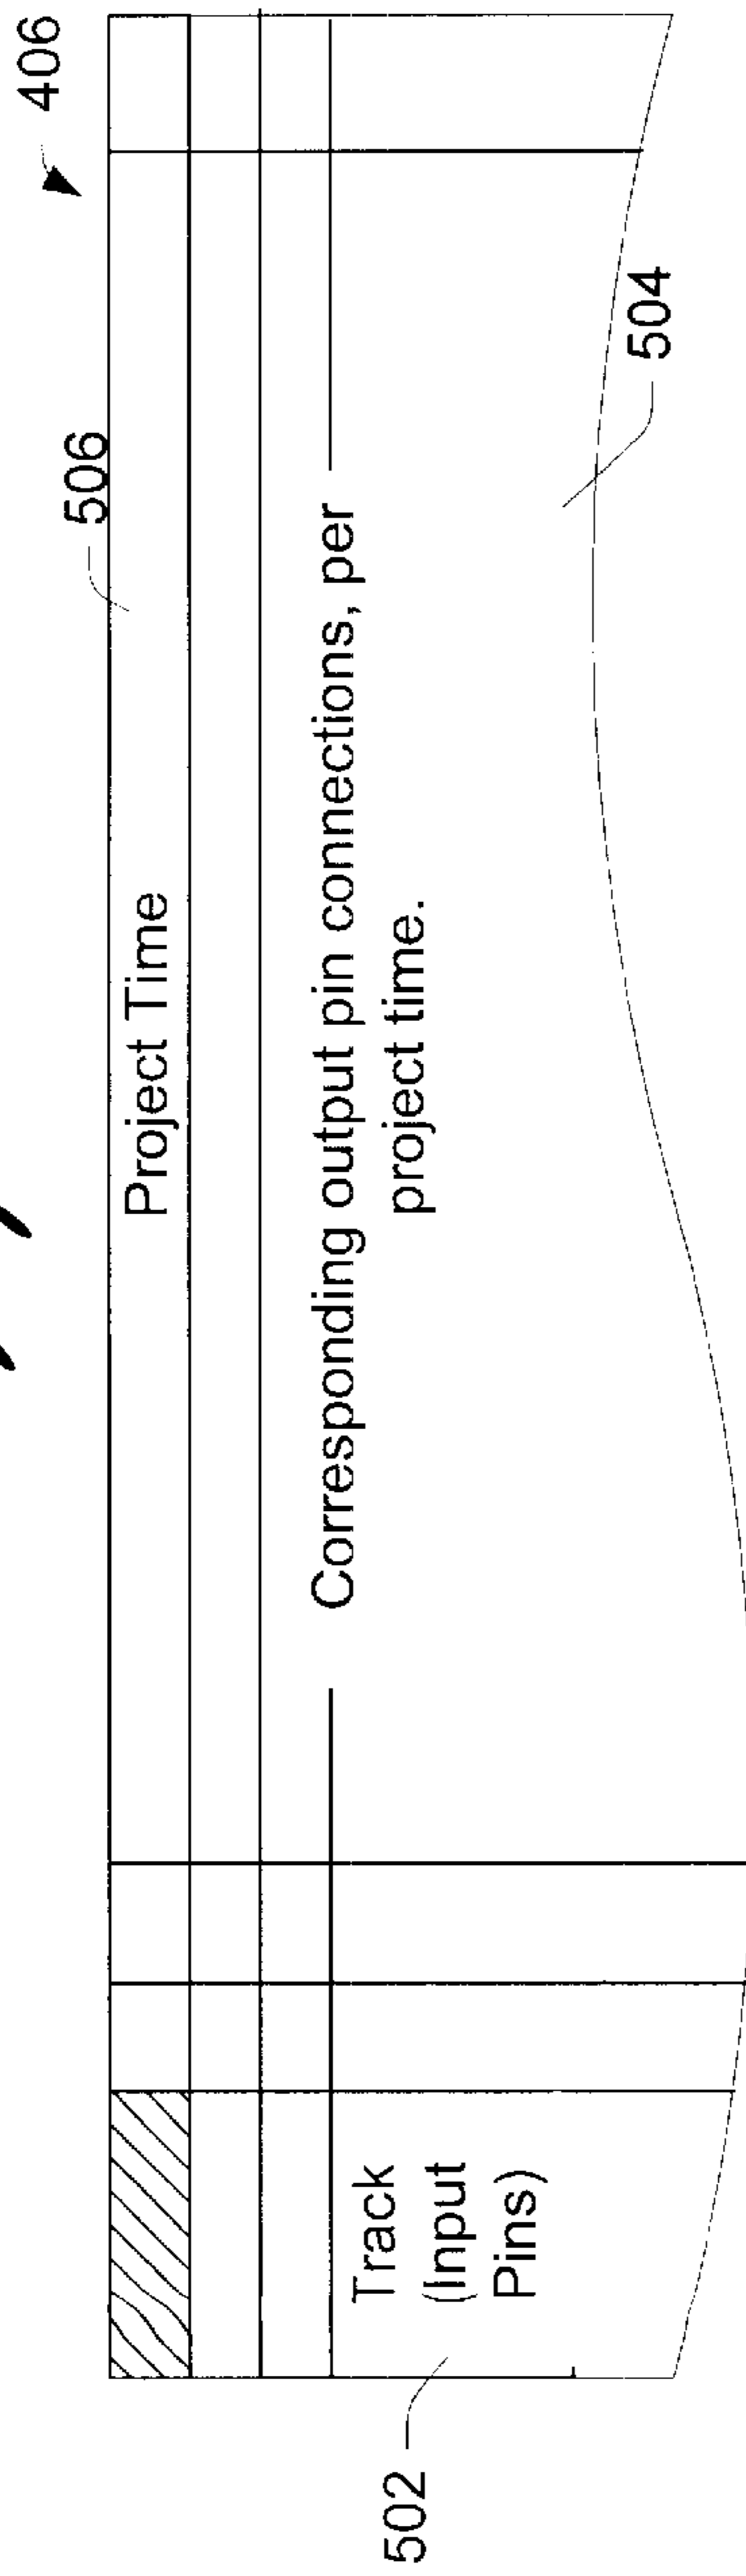 406
506
Project Time
Corresponding output pin connections, per
project time.
504
Track
(Input
Pins)
502